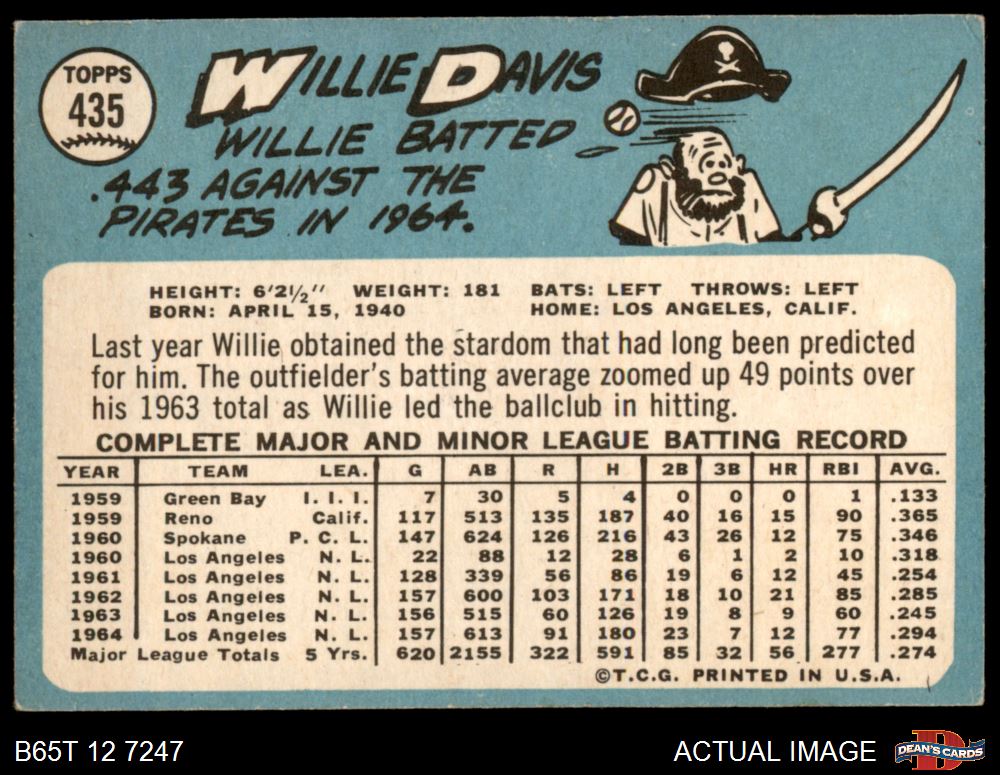 TOPPS
435
WILLIE DAVIS
WILLIE BATTED
.443 AGAINST THE
PIRATES IN 1964.
HEIGHT: 6'2½" WEIGHT: 181 BATS: LEFT THROWS: LEFT
BORN: APRIL 15, 1940 HOME: LOS ANGELES, CALIF.
Last year Willie obtained the stardom that had long been predicted
for him. The outfielder's batting average zoomed up 49 points over
his 1963 total as Willie led the ballclub in hitting.
COMPLETE MAJOR AND MINOR LEAGUE BATTING RECORD
YEAR TEAM LEA. G AB R H 2B 3B HR RBI AVG.
1959 Green Bay I. I. I. 7 30 5 4 0 0 0 1 .133
1959 Reno Calif. 117 513 135 187 40 16 15 90 .365
1960 Spokane P. C. L. 147 624 126 216 43 26 12 75 .346
1960 Los Angeles N. L. 22 88 12 28 6 1 2 10 .318
1961 Los Angeles N. L. 128 339 56 86 19 6 12 45 .254
1962 Los Angeles N. L. 157 600 103 171 18 10 21 85 .285
1963 Los Angeles N. L. 156 515 60 126 19 8 9 60 .245
1964 Los Angeles N. L. 157 613 91 180 23 7 12 77 .294
Major League Totals 5 Yrs. 620 2155 322 591 85 32 56 277 .274
©T.C.G. PRINTED IN U.S.A.
B65T 12 7247
ACTUAL IMAGE
DEAN'S CARDS